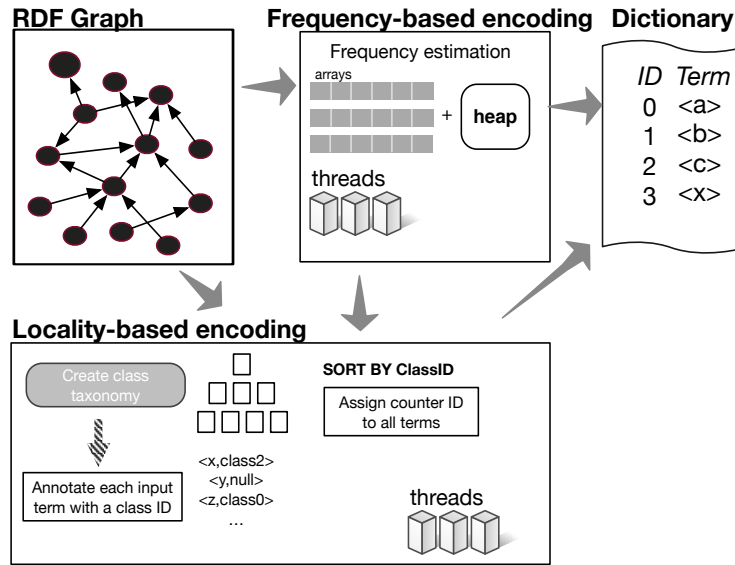 RDF Graph
Frequency-based encoding
Dictionary
Frequency estimation
arrays
+
heap
threads
ID Term
0 <a>
1 <b>
2 <c>
3 <x>
Locality-based encoding
Create class
taxonomy
Annotate each input
term with a class ID
<x,class2>
<y,null>
<z,class0>
...
SORT BY ClassID
Assign counter ID
to all terms
threads